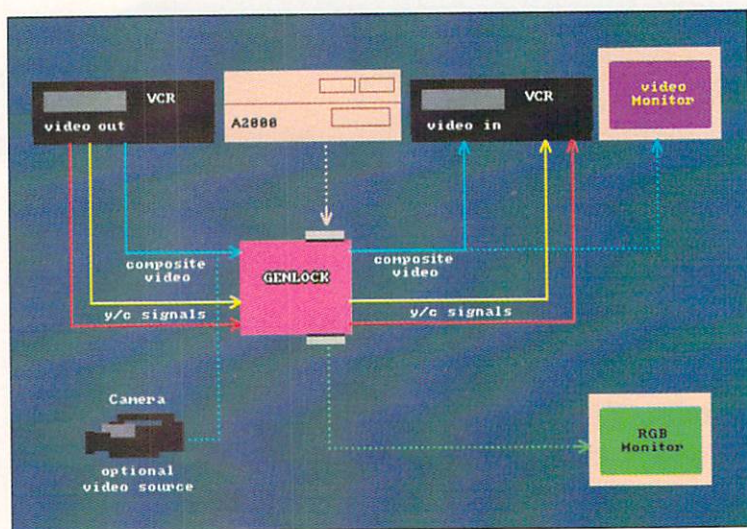 VCR
video out
A2000
VCR
video in
video
Monitor
composite
video
GENLOCK
composite
video
y/c signals
y/c signals
Camera
optional
video source
RGB
Monitor